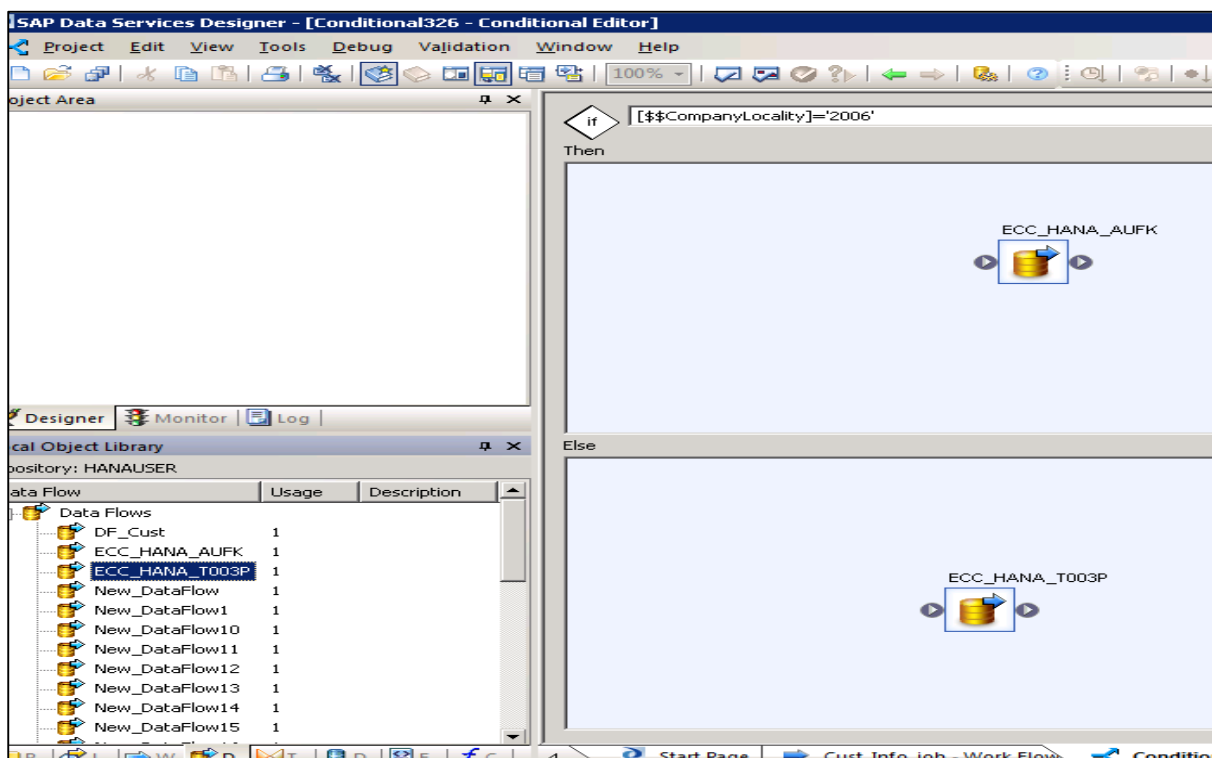 SAP Data Services Designer - [Conditional326 - Conditional Editor]
Project Edit View Tools Debug Validation Window Help
100%
oject Area
if [$$CompanyLocality]='2006'
Then
ECC_HANA_AUFK
Designer Monitor Log
cal Object Library
pository: HANAUSER
ata Flow Usage Description
Data Flows
DF_Cust 1
ECC_HANA_AUFK 1
ECC_HANA_T003P 1
New_DataFlow 1
New_DataFlow1 1
New_DataFlow10 1
New_DataFlow11 1
New_DataFlow12 1
New_DataFlow13 1
New_DataFlow14 1
New_DataFlow15 1
Else
ECC_HANA_T003P
Start Page Cust_Info_job - Work Flow Conditio